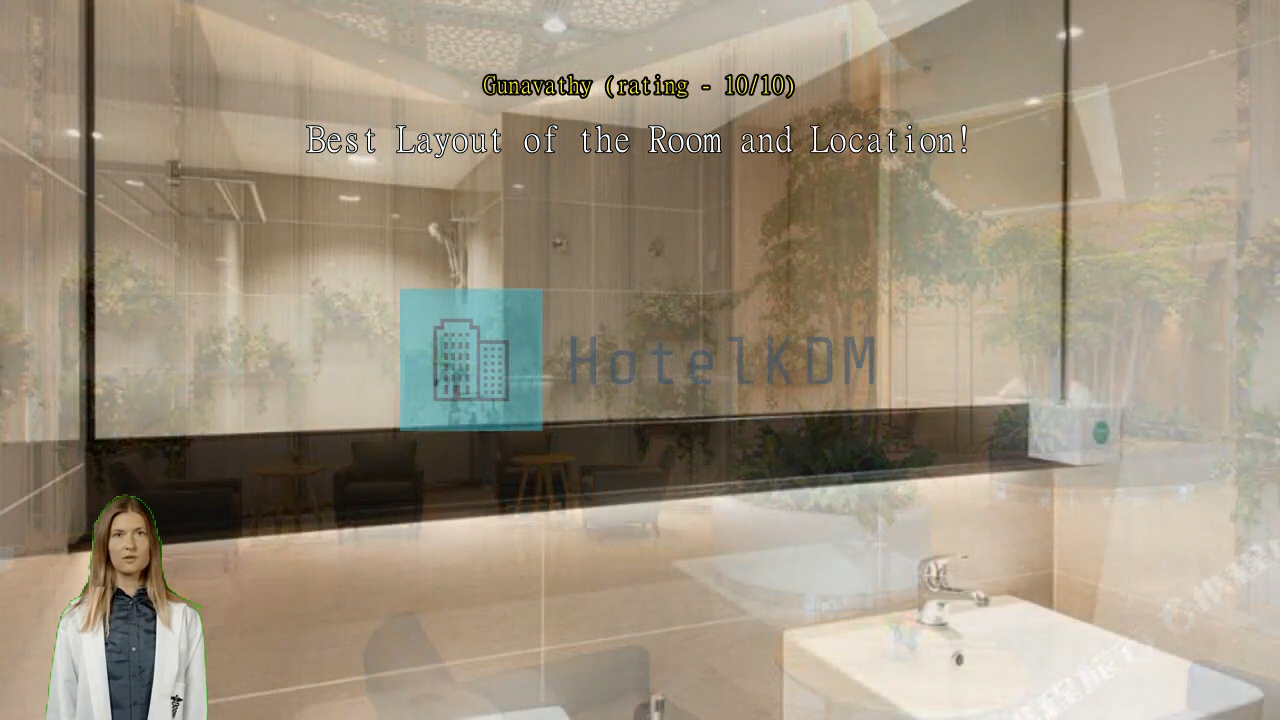 Gunavathy (rating - 10/10)
Best Layout of the Room and Location!
HotelKDM